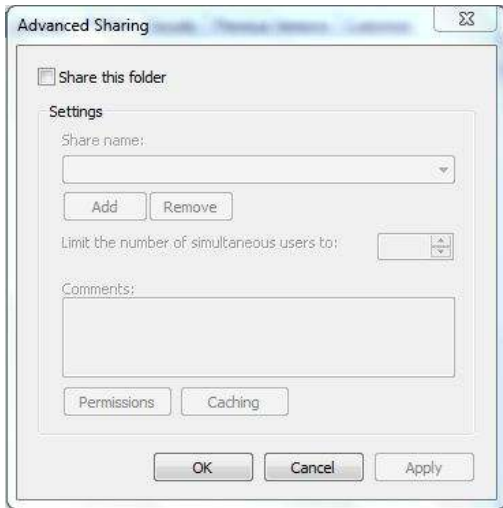 Advanced Sharing
Share this folder
Settings
Share name:
Add Remove
Limit the number of simultaneous users to:
Comments:
Permissions Caching
OK Cancel Apply